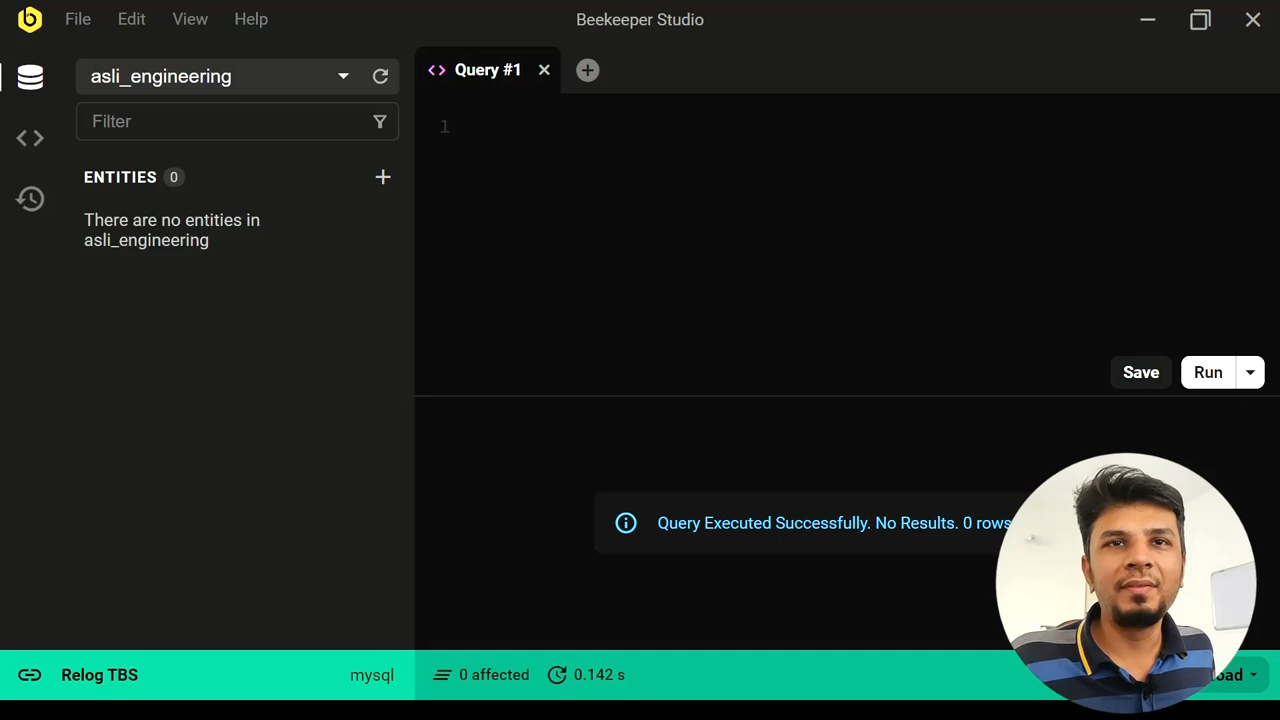 File Edit View Help Beekeeper Studio
asli_engineering
Query #1
Filter
1
ENTITIES 0
There are no entities in
asli_engineering
Save Run
Query Executed Successfully. No Results. 0 rows
Relog TBS mysql 0 affected 0.142 s